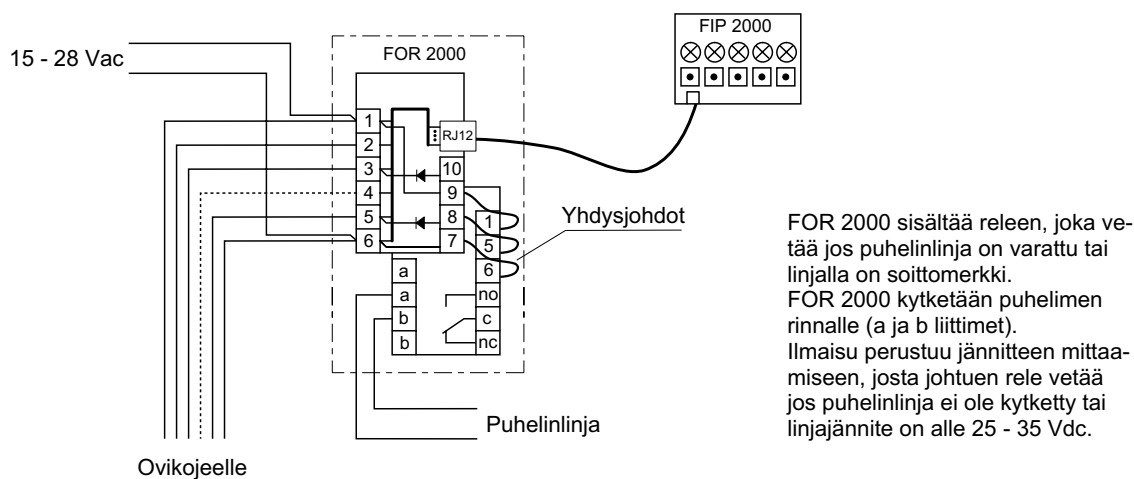 FIP 2000
15 - 28 Vac
FOR 2000
1
2
3
4
5
6
RJ12
10
9
8
7
1
5
6
a
a
b
b
no
c
nc
Yhdysjohdot
Puhelinlinja
Ovikojeelle
FOR 2000 sisältää releen, joka ve-
tää jos puhelinlinja on varattu tai
linjalla on soittomerkki.
FOR 2000 kytketään puhelimen
rinnalle (a ja b liittimet).
Ilmaisu perustuu jännitteen mittaa-
miseen, josta johtuen rele vetää
jos puhelinlinja ei ole kytketty tai
linjajännite on alle 25 - 35 Vdc.